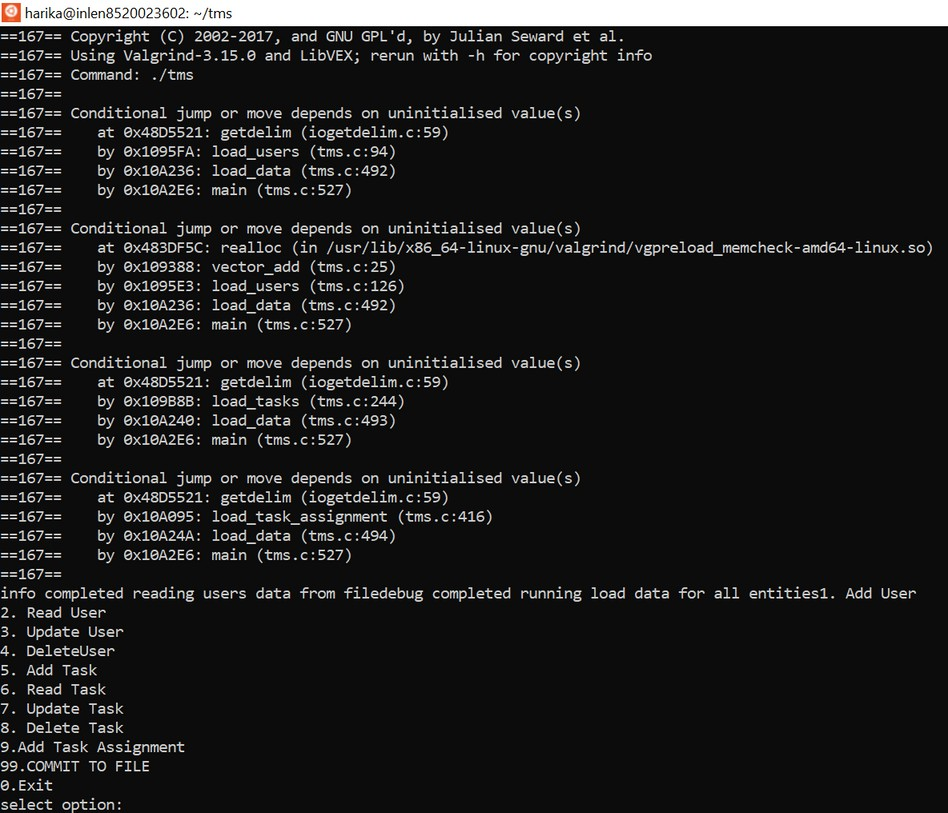 harika@inlen8520023602: ~/tms
==167== Copyright (C) 2002-2017, and GNU GPL'd, by Julian Seward et al.
==167== Using Valgrind-3.15.0 and LibVEX; rerun with -h for copyright info
==167== Command: ./tms
==167==
==167== Conditional jump or move depends on uninitialised value(s)
==167==    at 0x48D5521: getdelim (iogetdelim.c:59)
==167==    by 0x1095FA: load_users (tms.c:94)
==167==    by 0x10A236: load_data (tms.c:492)
==167==    by 0x10A2E6: main (tms.c:527)
==167==
==167== Conditional jump or move depends on uninitialised value(s)
==167==    at 0x483DF5C: realloc (in /usr/lib/x86_64-linux-gnu/valgrind/vgpreload_memcheck-amd64-linux.so)
==167==    by 0x109388: vector_add (tms.c:25)
==167==    by 0x1095E3: load_users (tms.c:126)
==167==    by 0x10A236: load_data (tms.c:492)
==167==    by 0x10A2E6: main (tms.c:527)
==167==
==167== Conditional jump or move depends on uninitialised value(s)
==167==    at 0x48D5521: getdelim (iogetdelim.c:59)
==167==    by 0x109B8B: load_tasks (tms.c:244)
==167==    by 0x10A240: load_data (tms.c:493)
==167==    by 0x10A2E6: main (tms.c:527)
==167==
==167== Conditional jump or move depends on uninitialised value(s)
==167==    at 0x48D5521: getdelim (iogetdelim.c:59)
==167==    by 0x10A095: load_task_assignment (tms.c:416)
==167==    by 0x10A24A: load_data (tms.c:494)
==167==    by 0x10A2E6: main (tms.c:527)
==167==
info completed reading users data from filedebug completed running load data for all entities1. Add User
2. Read User
3. Update User
4. DeleteUser
5. Add Task
6. Read Task
7. Update Task
8. Delete Task
9.Add Task Assignment
99.COMMIT TO FILE
0.Exit
select option: